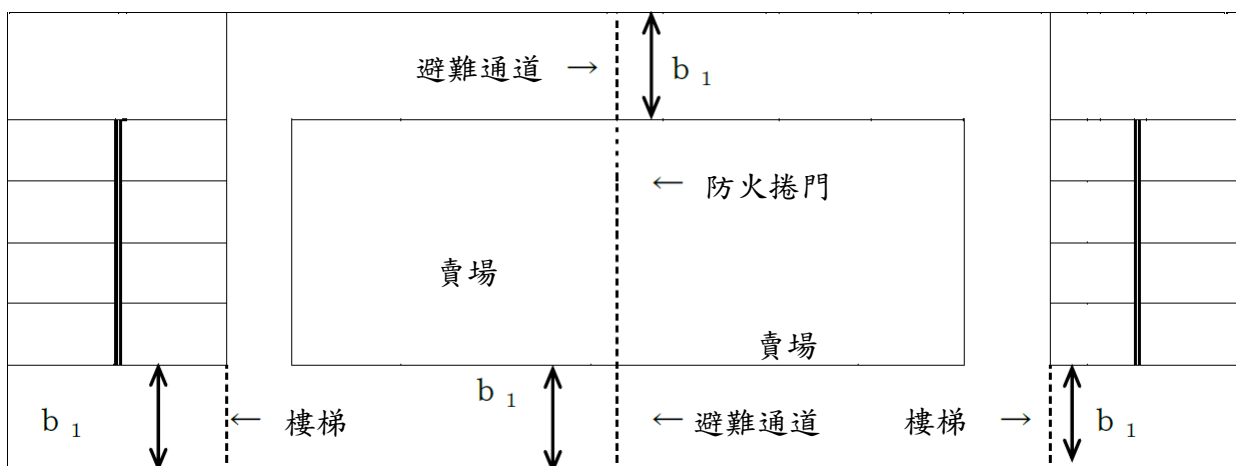 避難通道 → b 1
← 防火捲門
賣場
賣場
b 1
b 1 ← 樓梯 ← 避難通道 樓梯 → b 1